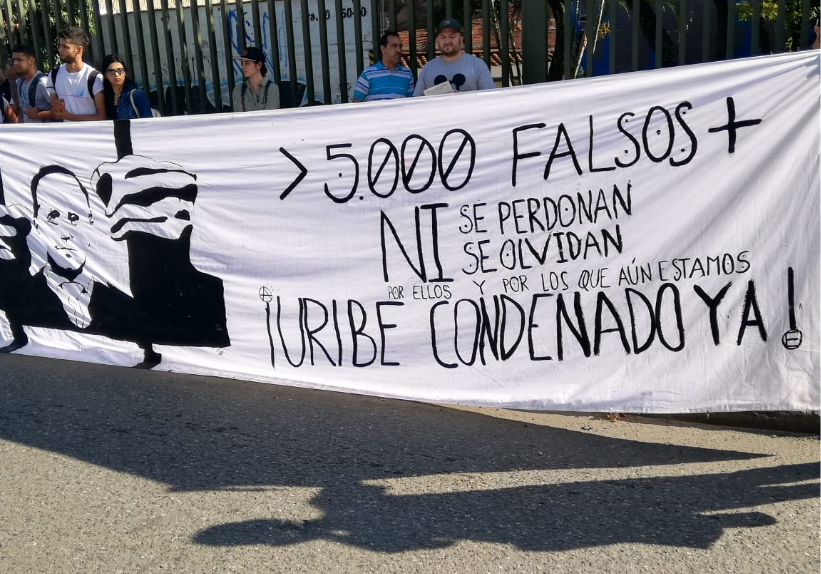 > 5.000 FALSOS +
NI SE PERDONAN
SE OLVIDAN
POR ELLOS Y POR LOS QUE AÚN ESTAMOS
¡URIBE CONDENADO YA!